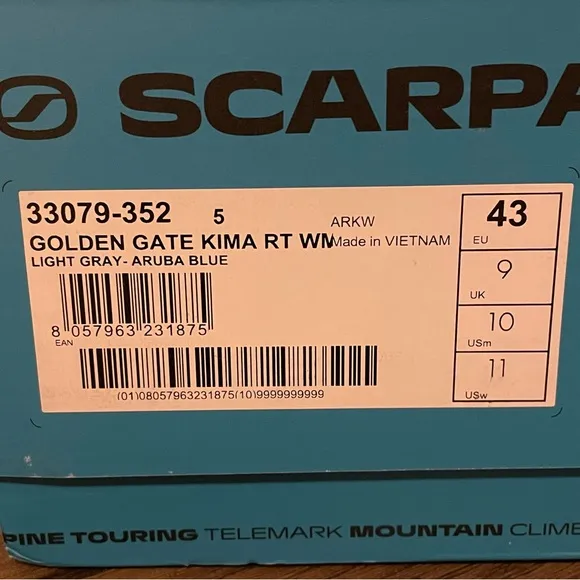 SCARPA
33079-352 5
GOLDEN GATE KIMA RT WM
ARKW
Made in VIETNAM
LIGHT GRAY- ARUBA BLUE
8 057963 231875
EAN
(01)08057963231875(10)9999999999
43
EU
9
UK
10
USm
11
USw
PINE TOURING TELEMARK MOUNTAIN CLIMB